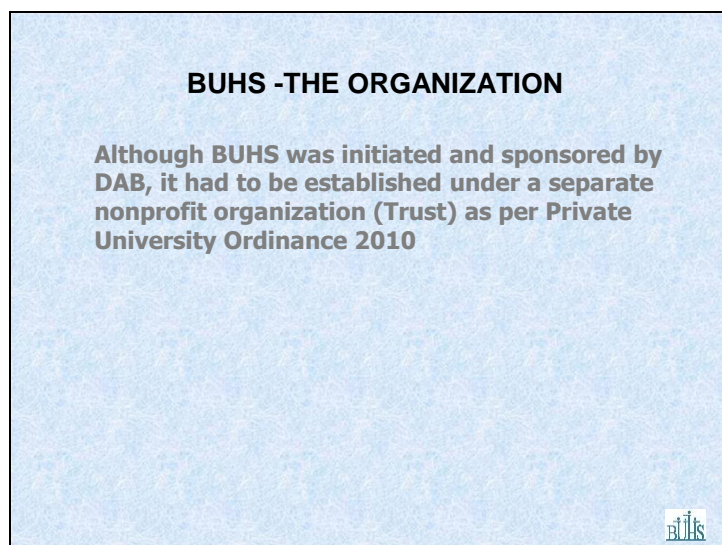 BUHS -THE ORGANIZATION
Although BUHS was initiated and sponsored by
DAB, it had to be established under a separate
nonprofit organization (Trust) as per Private
University Ordinance 2010
BUHS